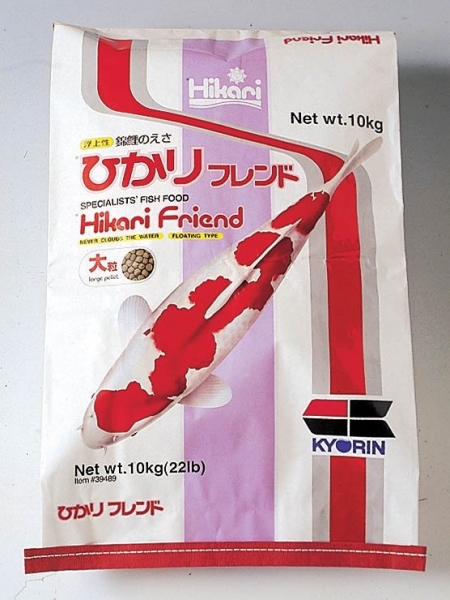 Hikari Friend
Hikari
Net wt.10kg
浮上性 錦鯉のえさ
ひかりフレンド
SPECIALISTS' FISH FOOD
Hikari Friend
NEVER CLOUDS THE WATER FLOATING TYPE
大粒
large pellet
KYORIN
Net wt.10kg(22lb)
Item #39489
ひかり フレンド